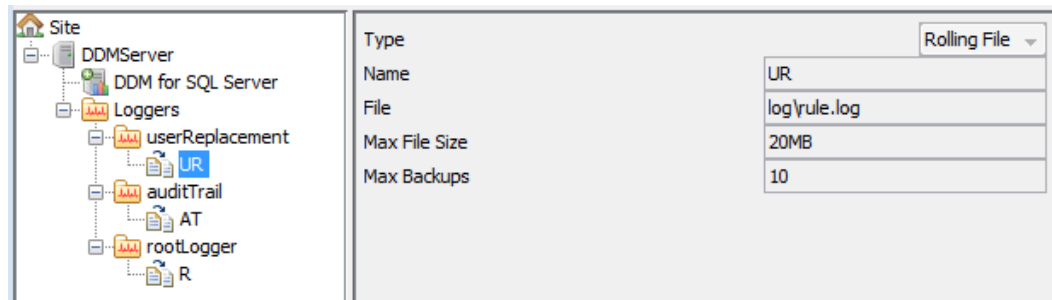 Site
DDMServer
DDM for SQL Server
Loggers
userReplacement
UR
auditTrail
AT
rootLogger
R
Type Rolling File
Name UR
File log\rule.log
Max File Size 20MB
Max Backups 10